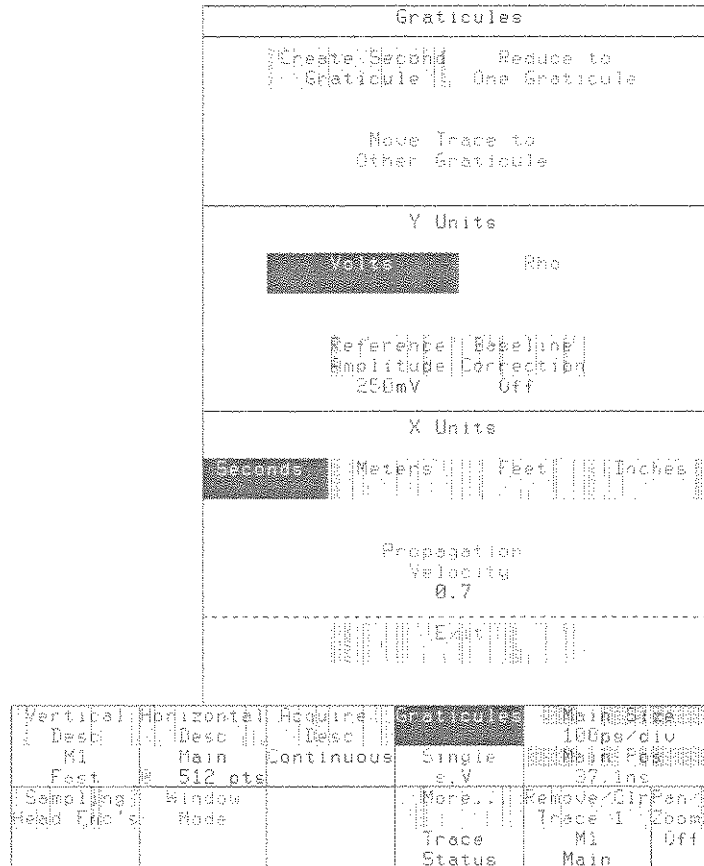 Graticules
Create Second Reduce to
Graticule One Graticule
Move Trace to
Other Graticule
Y Units
Volts Rho
Reference Baseline
Amplitude Correction
250mV Off
X Units
Seconds Meters Feet Inches
Propagation
Velocity
0.7
Exit
Vertical Horizontal Acquire Graticules Main Size
Desc Desc Desc 100ps/div
M1 Main Continuous Single Main Pos
Fast 512 pts s,V 37.1ns
Sampling Window More.. Remove/Clr Pan/
Head Fnc's Mode Trace 1 Zoom
Trace M1 Off
Status Main